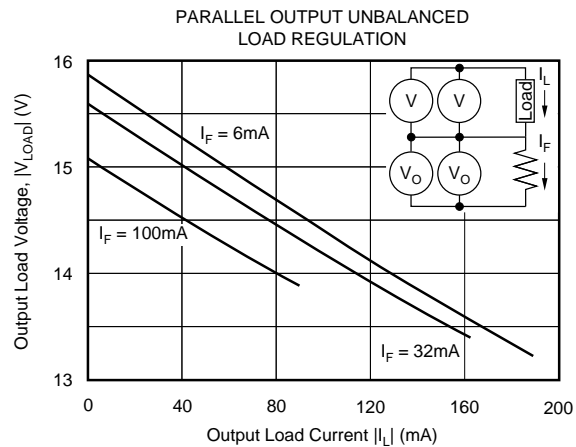 PARALLEL OUTPUT UNBALANCED
LOAD REGULATION
Output Load Voltage, |V_LOAD| (V)
16
15
14
13
I_F = 6mA
I_F = 100mA
I_F = 32mA
V V
V_O V_O
Load
I_L
I_F
0 40 80 120 160 200
Output Load Current |I_L| (mA)